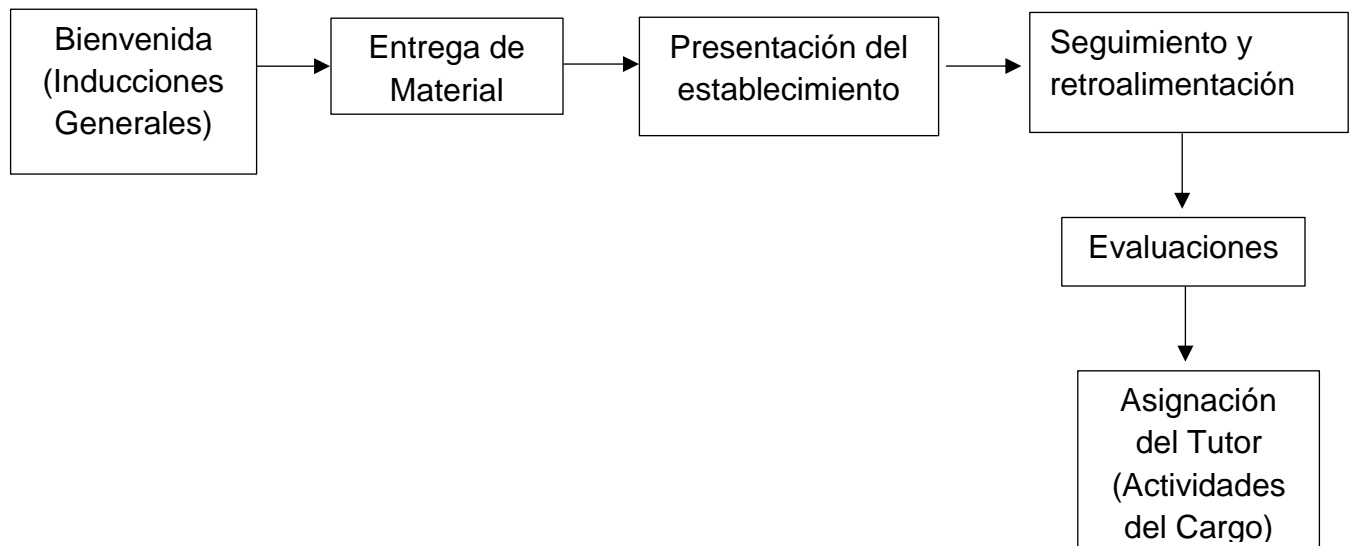 Bienvenida
(Inducciones
Generales)
Entrega de
Material
Presentación del
establecimiento
Seguimiento y
retroalimentación
Evaluaciones
Asignación
del Tutor
(Actividades
del Cargo)